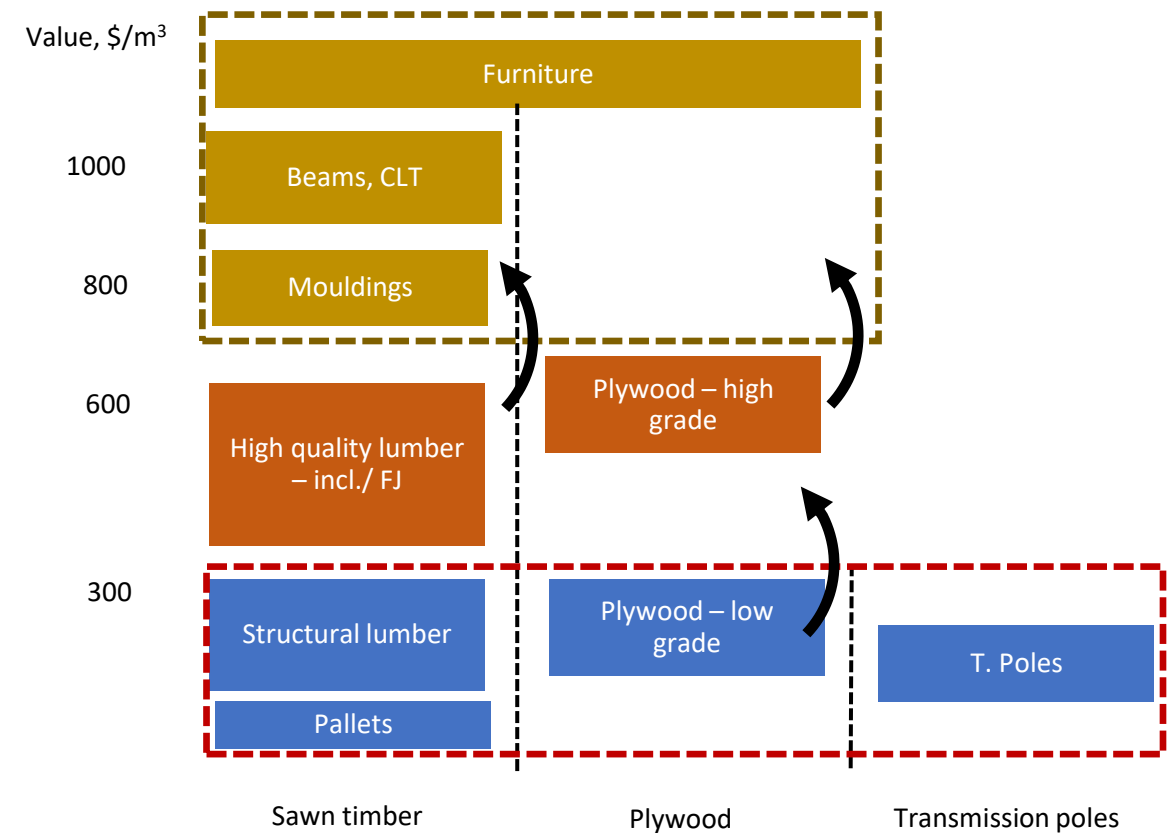 Value, $/m³
Furniture
1000
Beams, CLT
800
Mouldings
600
Plywood – high
grade
High quality lumber
– incl./ FJ
300
Structural lumber
Plywood – low
grade
T. Poles
Pallets
Sawn timber
Plywood
Transmission poles